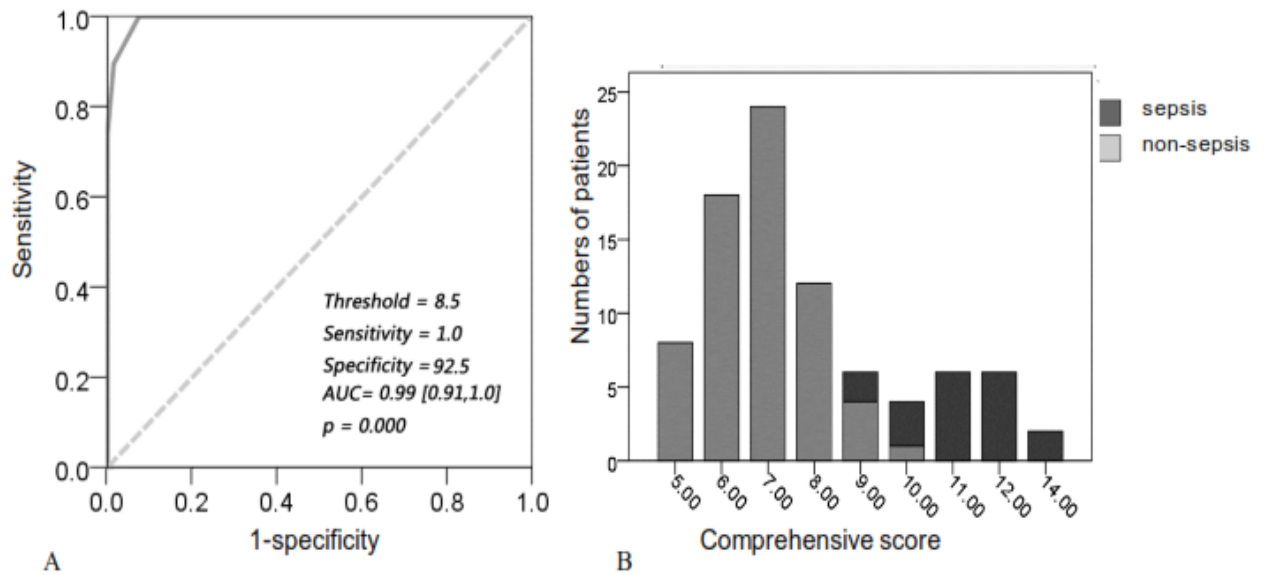 1.0
0.8
0.6
0.4
0.2
0.0
Sensitivity
Threshold = 8.5
Sensitivity = 1.0
Specificity = 92.5
AUC= 0.99 [0.91,1.0]
p = 0.000
0.0 0.2 0.4 0.6 0.8 1.0
1-specificity
A
25
20
15
10
5
0
Numbers of patients
sepsis
non-sepsis
5.00 6.00 7.00 8.00 9.00 10.00 11.00 12.00 14.00
Comprehensive score
B